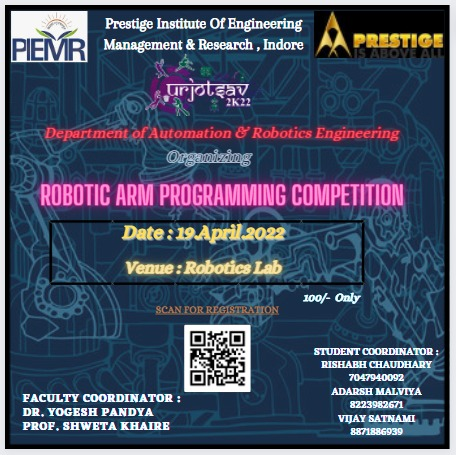 PIEMR
Prestige Institute Of Engineering
Management & Research , Indore
PRESTIGE
IS ABOVE ALL
urjotsav
2K22
Department of Automation & Robotics Engineering
Organizing
ROBOTIC ARM PROGRAMMING COMPETITION
Date : 19.April.2022
Venue : Robotics Lab
100/- Only
SCAN FOR REGISTRATION
FACULTY COORDINATOR :
DR. YOGESH PANDYA
PROF. SHWETA KHAIRE
STUDENT COORDINATOR :
RISHABH CHAUDHARY
7047940092
ADARSH MALVIYA
8223982671
VIJAY SATNAMI
8871886939